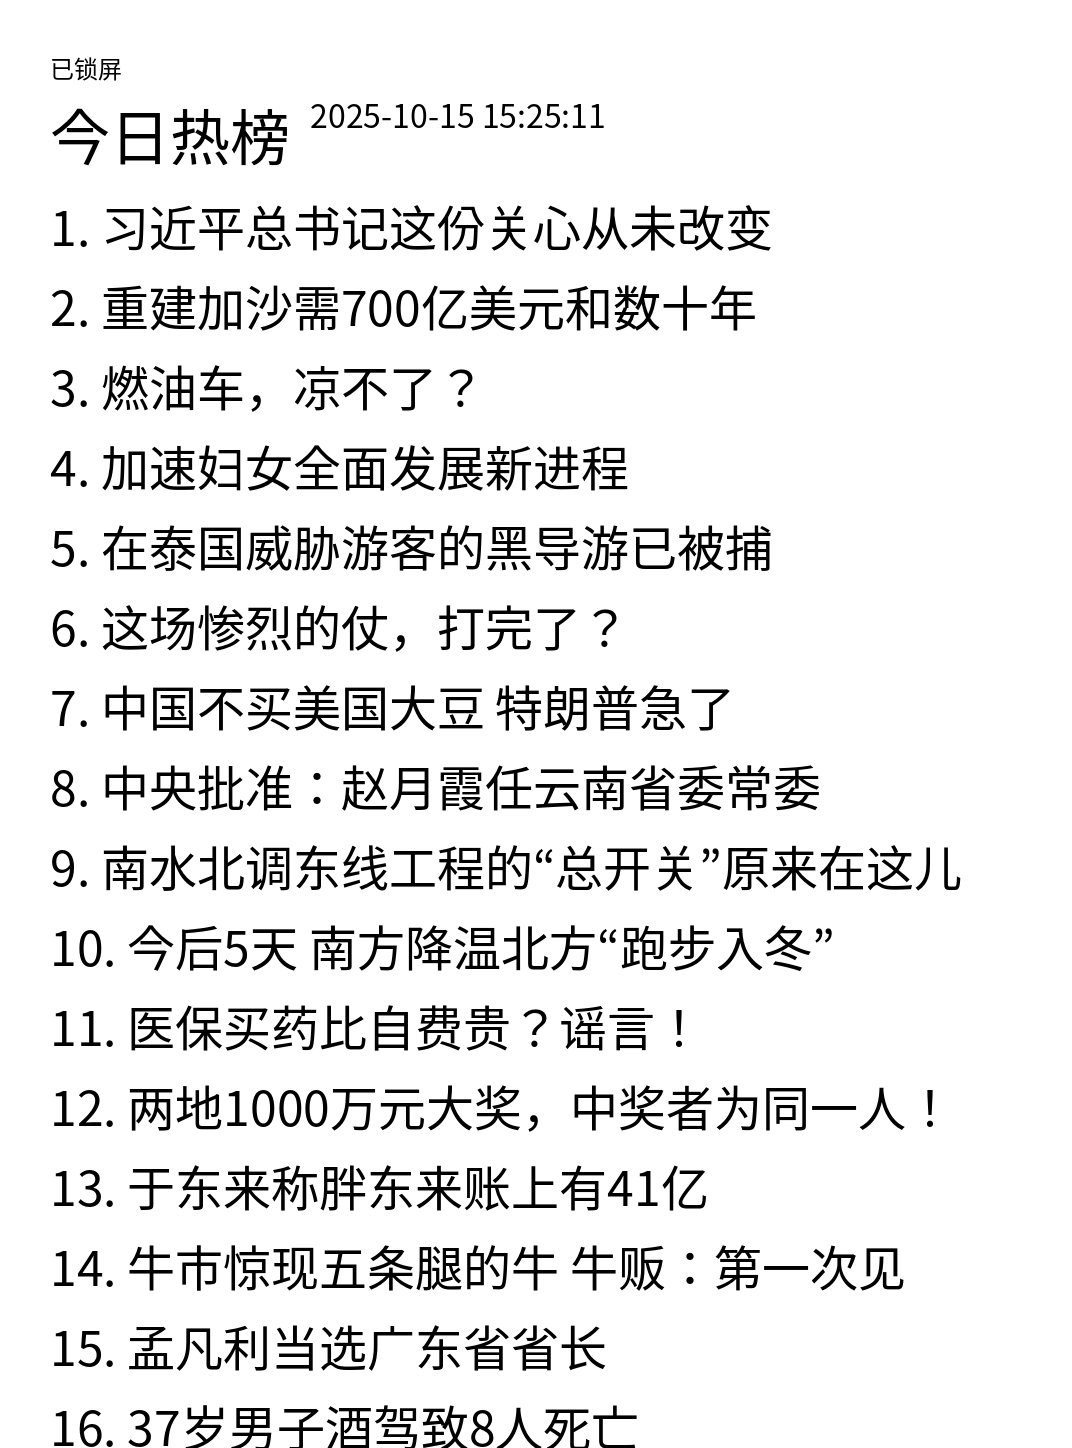 已锁屏
今日热榜 2025-10-15 15:25:11
1. 习近平总书记这份关心从未改变
2. 重建加沙需700亿美元和数十年
3. 燃油车，凉不了？
4. 加速妇女全面发展新进程
5. 在泰国威胁游客的黑导游已被捕
6. 这场惨烈的仗，打完了？
7. 中国不买美国大豆 特朗普急了
8. 中央批准：赵月霞任云南省委常委
9. 南水北调东线工程的“总开关”原来在这儿
10. 今后5天 南方降温北方“跑步入冬”
11. 医保买药比自费贵？谣言！
12. 两地1000万元大奖，中奖者为同一人！
13. 于东来称胖东来账上有41亿
14. 牛市惊现五条腿的牛 牛贩：第一次见
15. 孟凡利当选广东省省长
16. 37岁男子酒驾致8人死亡